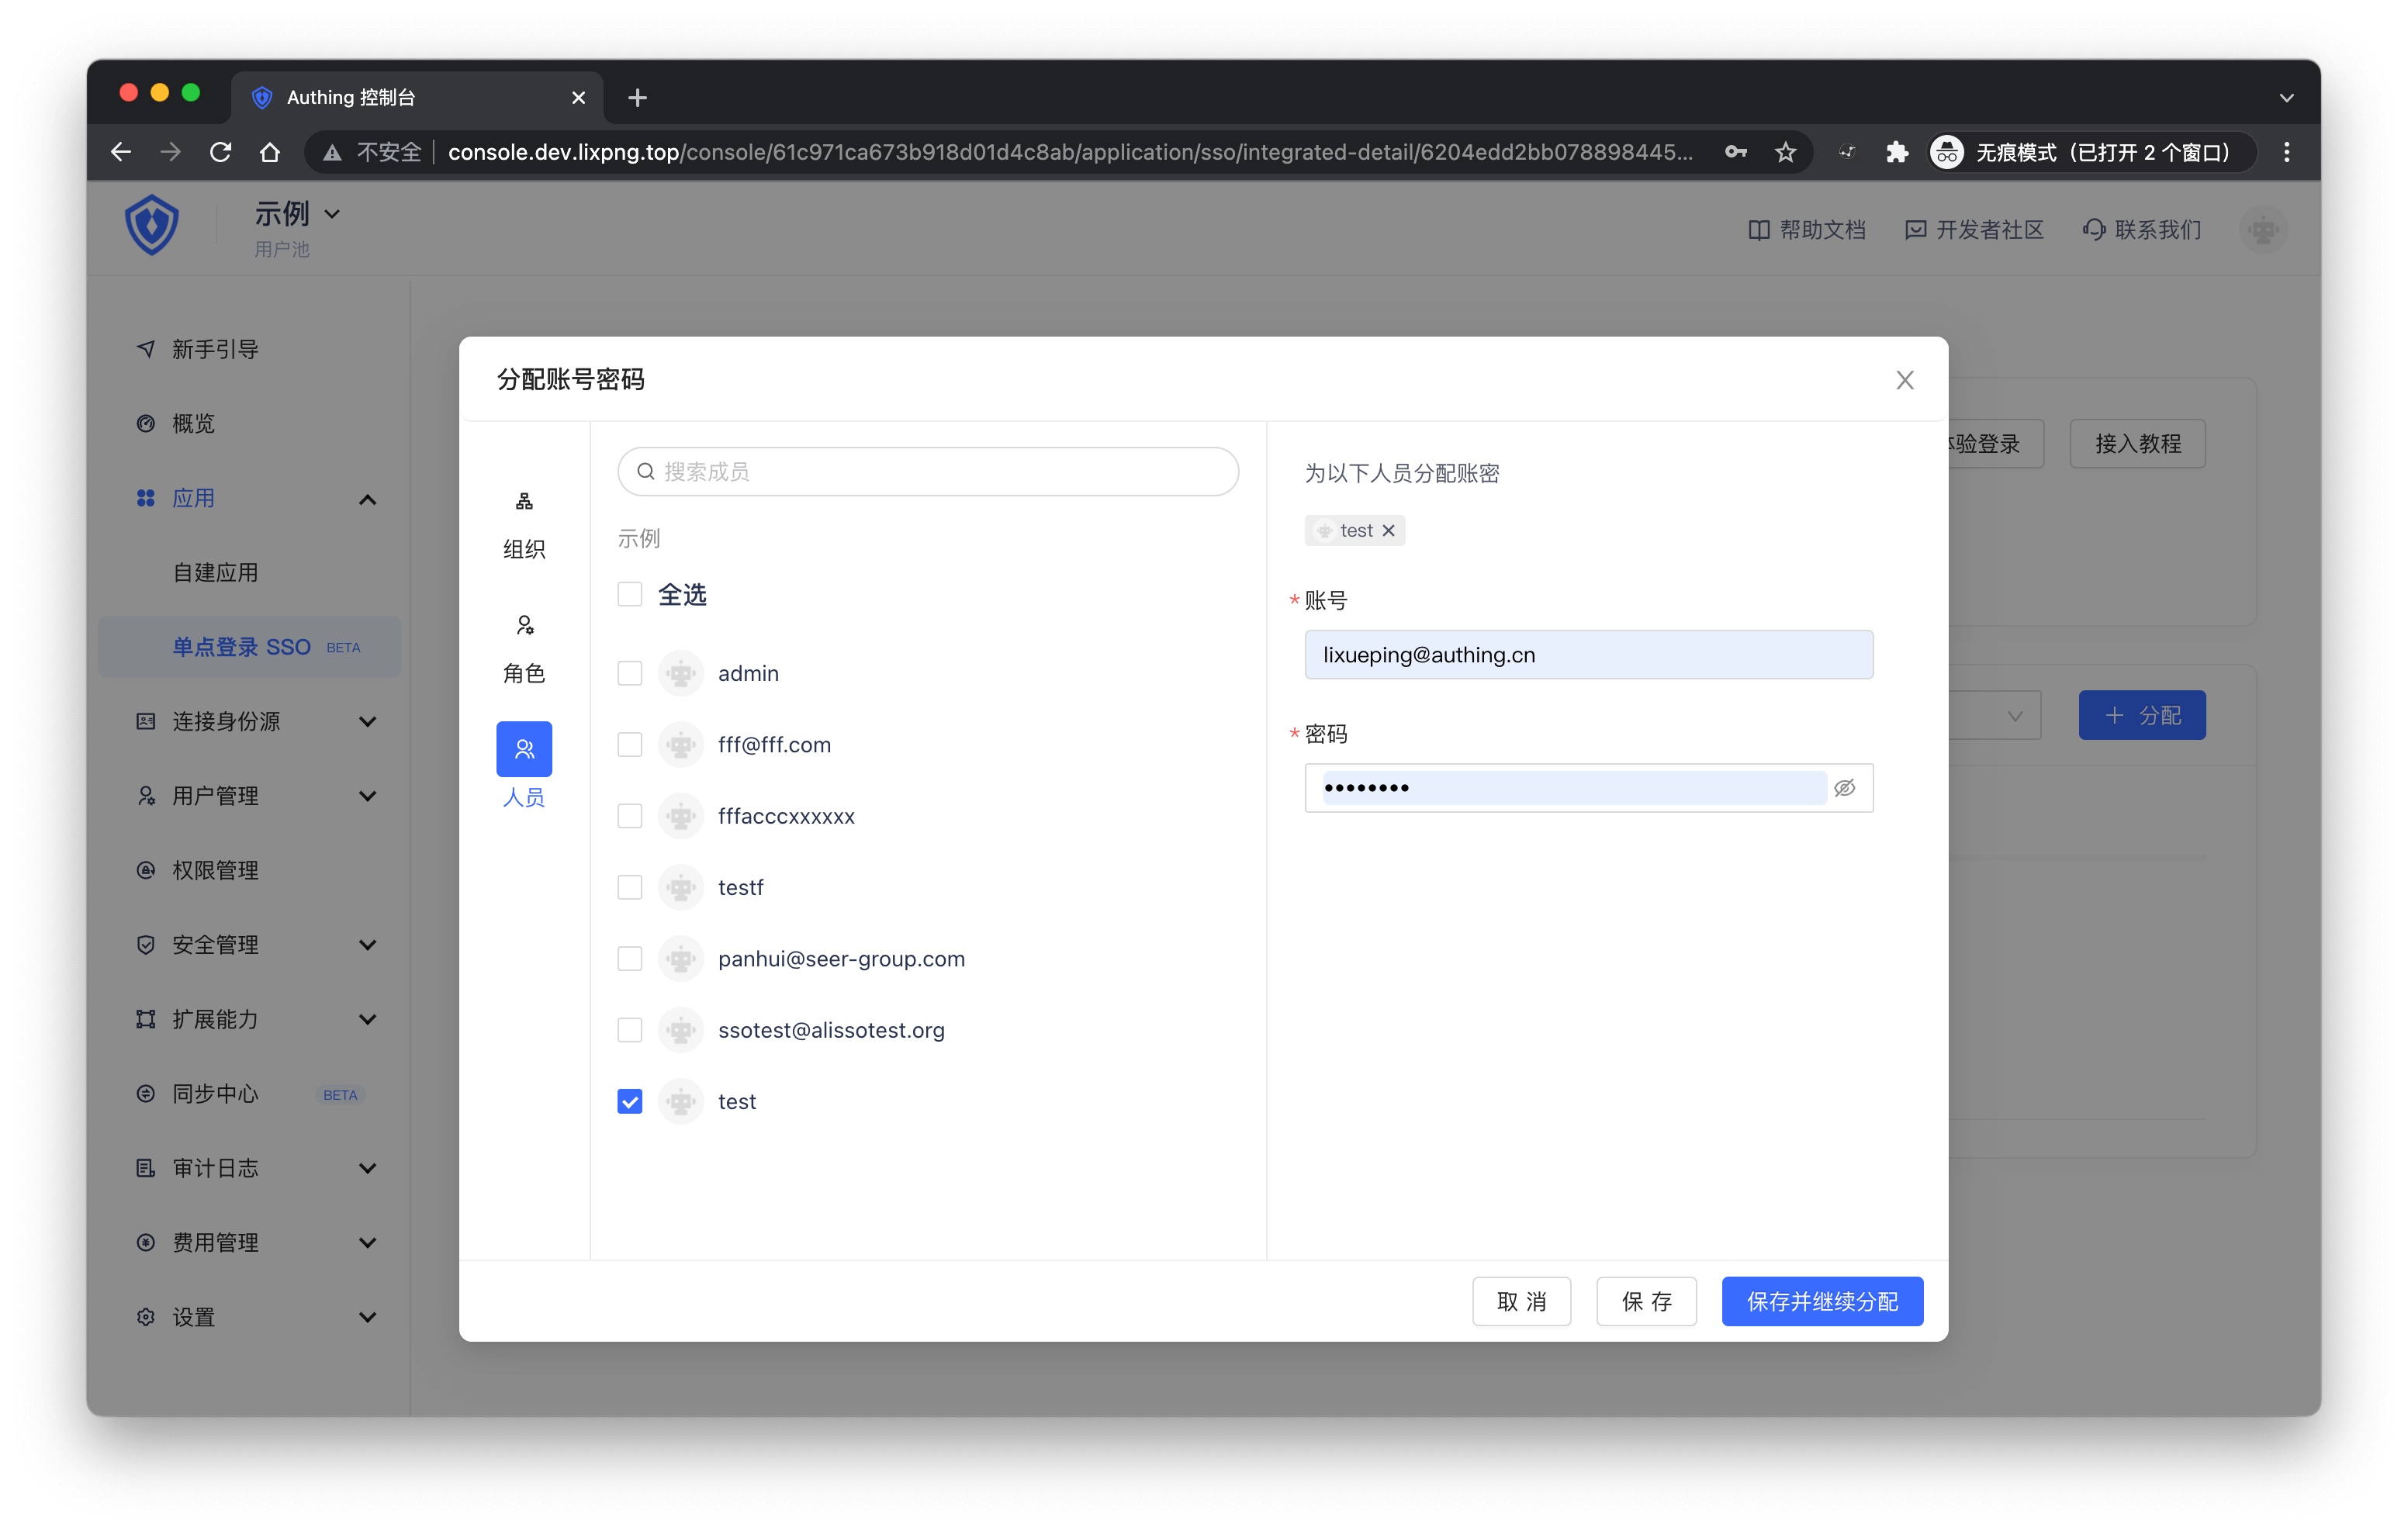 Authing 控制台
不安全 console.dev.lixpng.top/console/61c971ca673b918d01d4c8ab/application/sso/integrated-detail/6204edd2bb078898445... 无痕模式（已打开 2 个窗口）
示例
用户池
帮助文档 开发者社区 联系我们
新手引导
概览
应用
自建应用
单点登录 SSO BETA
连接身份源
用户管理
权限管理
安全管理
扩展能力
同步中心 BETA
审计日志
费用管理
设置
验登录 接入教程
+ 分配
分配账号密码
组织
角色
人员
搜索成员
示例
全选
admin
fff@fff.com
fffacccxxxxxx
testf
panhui@seer-group.com
ssotest@alissotest.org
test
为以下人员分配账密
test
* 账号
lixueping@authing.cn
* 密码
••••••••
取 消 保 存 保存并继续分配